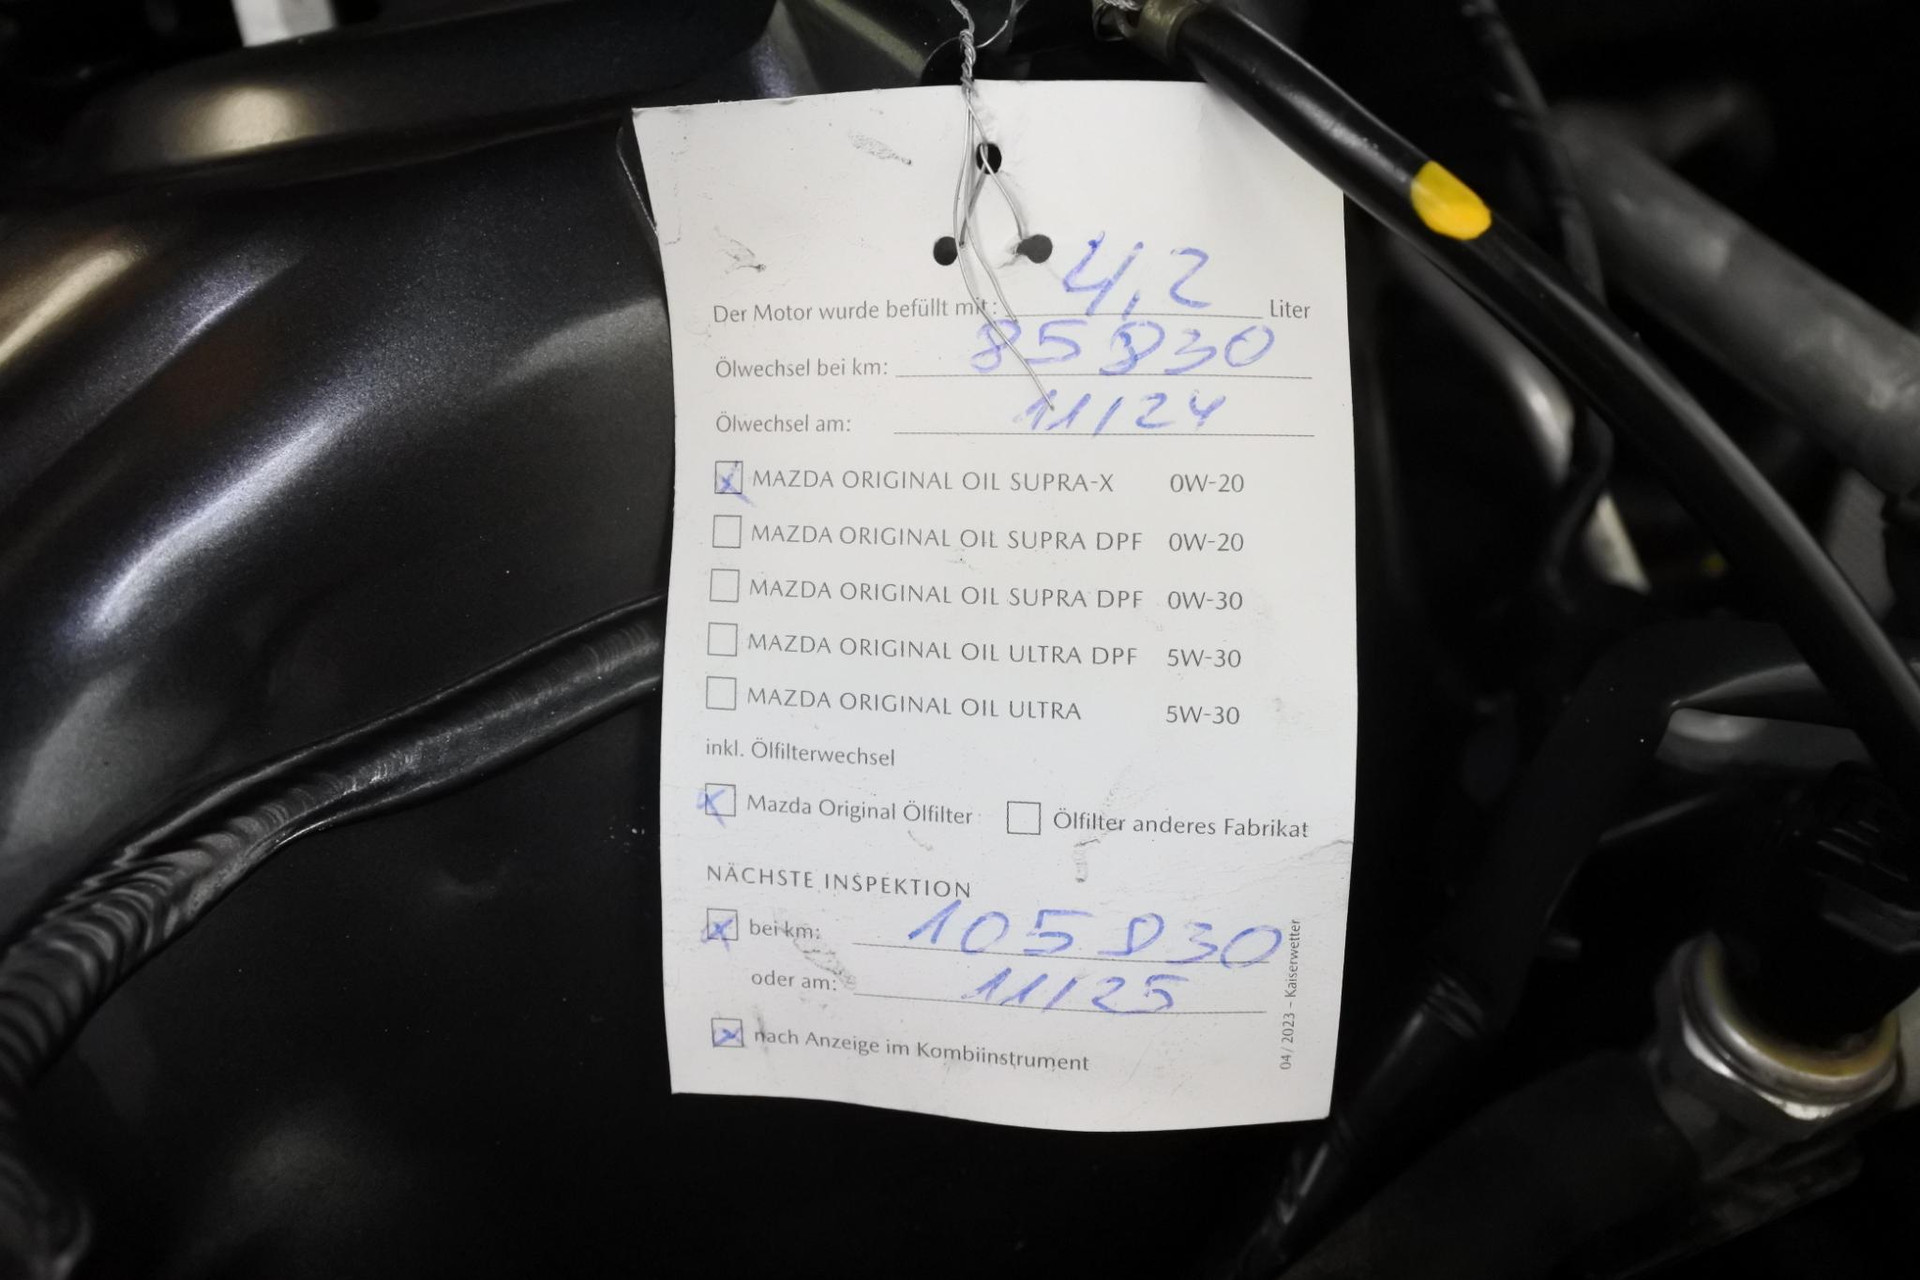 Der Motor wurde befüllt mit: 4,2 Liter
Ölwechsel bei km: 85830
Ölwechsel am: 11/24
MAZDA ORIGINAL OIL SUPRA-X 0W-20
MAZDA ORIGINAL OIL SUPRA DPF 0W-20
MAZDA ORIGINAL OIL SUPRA DPF 0W-30
MAZDA ORIGINAL OIL ULTRA DPF 5W-30
MAZDA ORIGINAL OIL ULTRA 5W-30
inkl. Ölfilterwechsel
Mazda Original Ölfilter Ölfilter anderes Fabrikat
NÄCHSTE INSPEKTION
bei km: 105830
oder am: 11/25
nach Anzeige im Kombiinstrument
04/2023 – Kaiserwetter